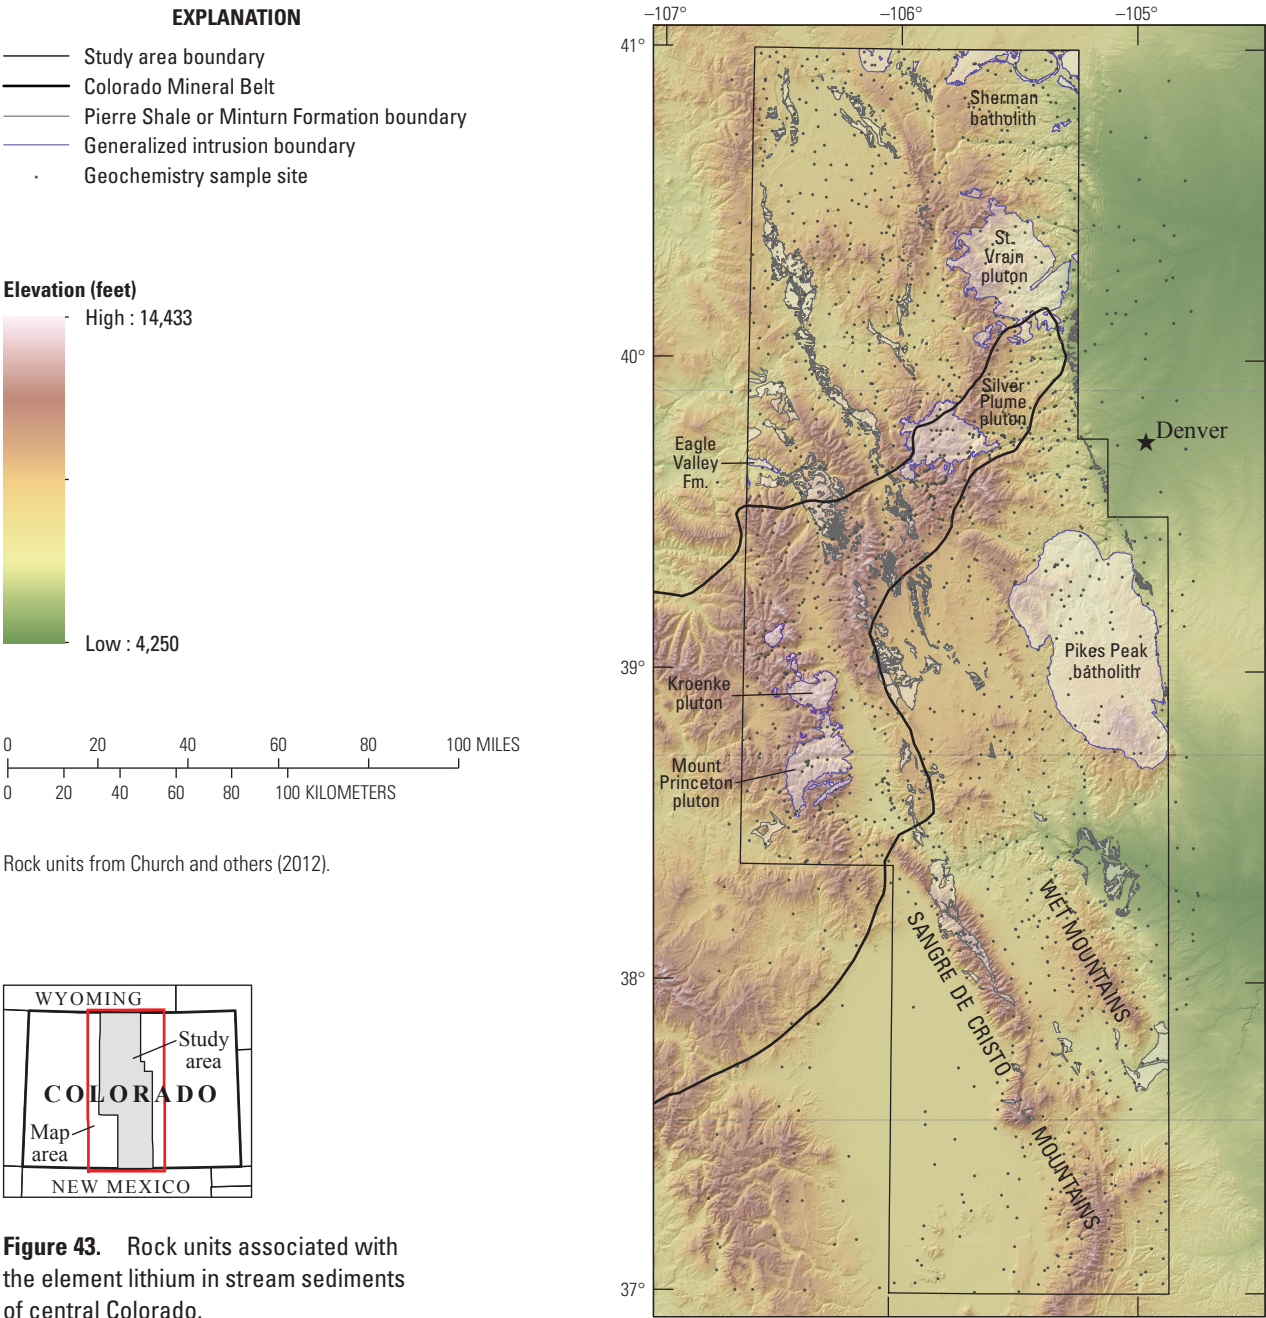 EXPLANATION
Study area boundary
Colorado Mineral Belt
Pierre Shale or Minturn Formation boundary
Generalized intrusion boundary
Geochemistry sample site
Elevation (feet)
High : 14,433
Low : 4,250
0 20 40 60 80 100 MILES
0 20 40 60 80 100 KILOMETERS
Rock units from Church and others (2012).
WYOMING
Study
area
COLORADO
Map
area
NEW MEXICO
Figure 43. Rock units associated with
the element lithium in stream sediments
of central Colorado.
–107° –106° –105°
41°
40°
39°
38°
37°
Sherman
batholith
St.
Vrain
pluton
Silver
Plume
pluton
Denver
Eagle
Valley
Fm.
Pikes Peak
batholith
Kroenke
pluton
Mount
Princeton
pluton
WET MOUNTAINS
SANGRE DE CRISTO
MOUNTAINS